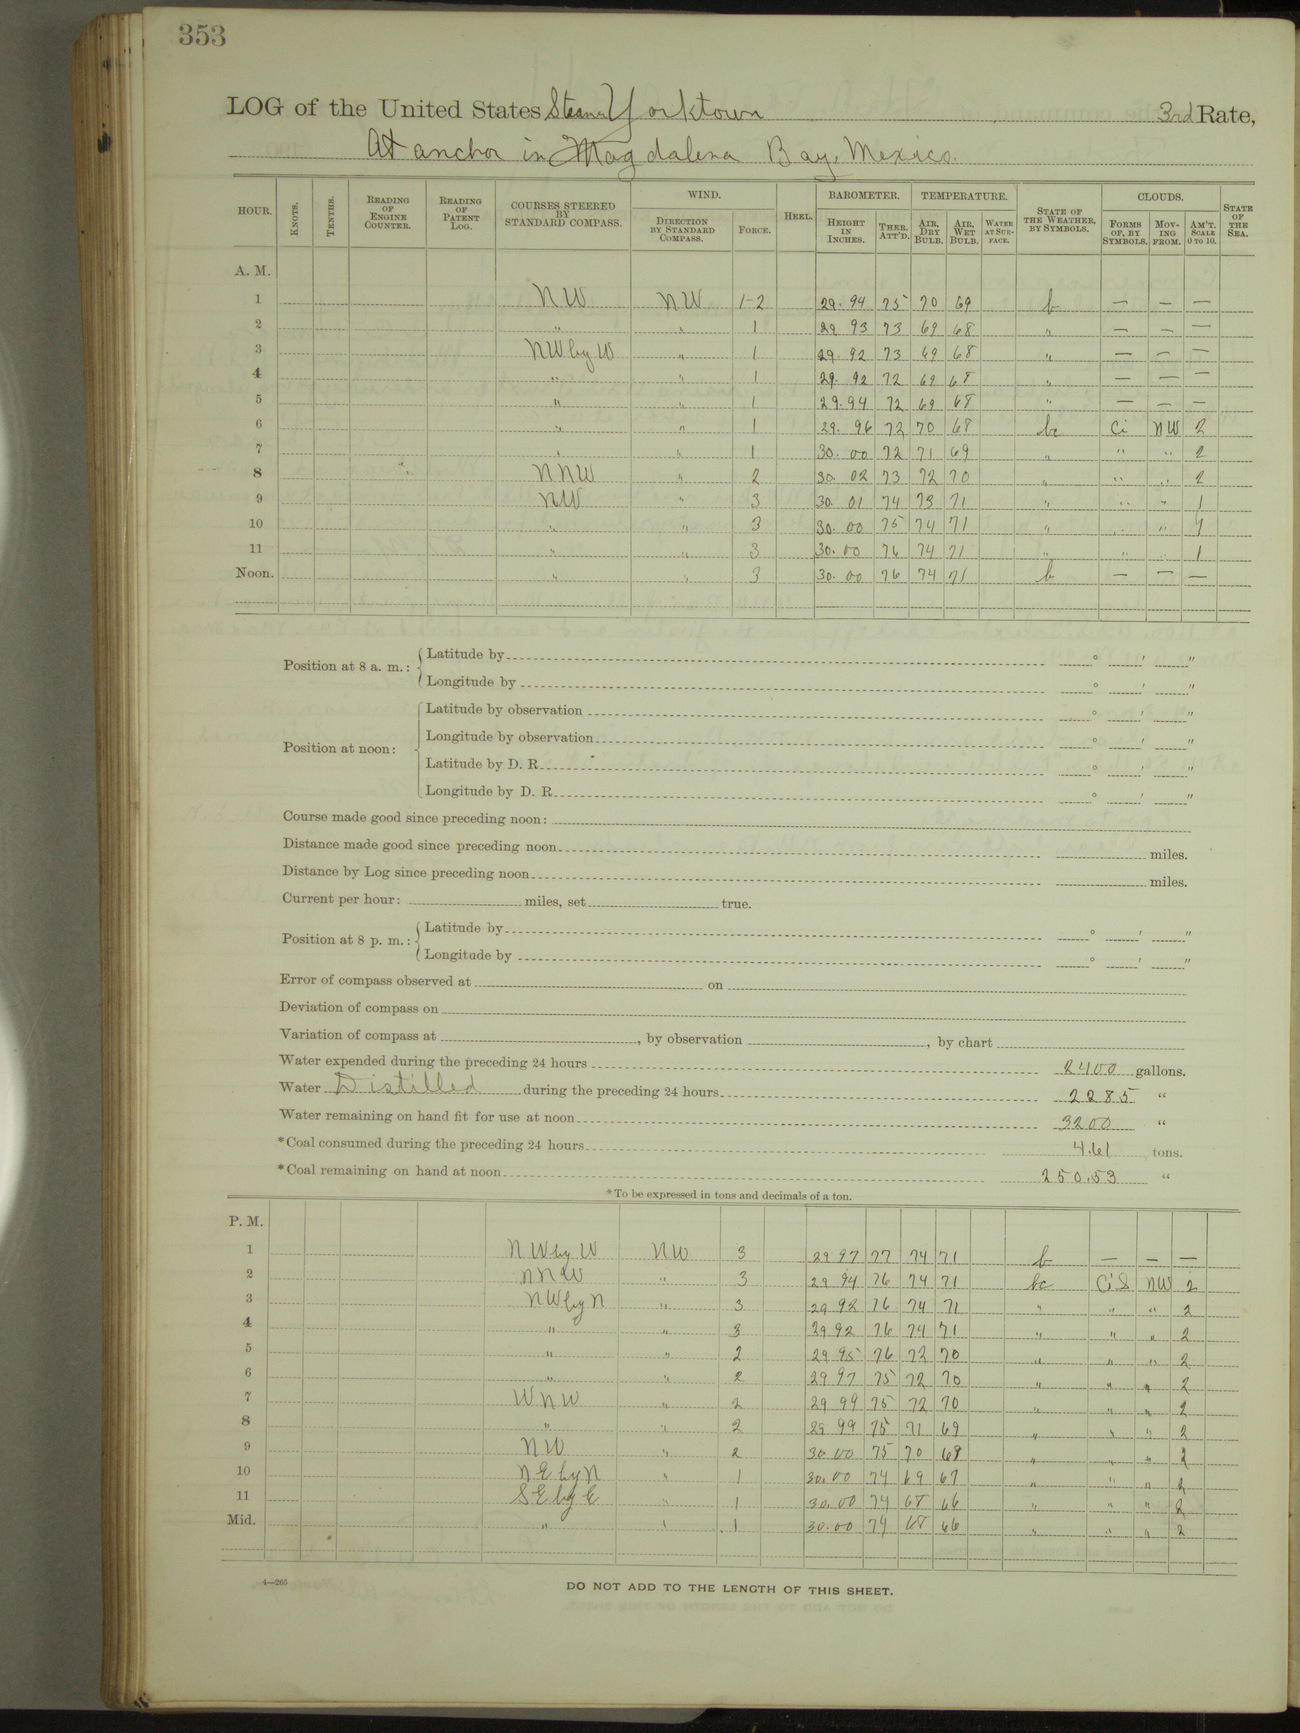 353
LOG of the United States Steamer Yorktown 3rd Rate,
At anchor in Magdalena Bay, Mexico.
HOUR. KNOTS. TENTHS. READING OF ENGINE COUNTER. READING OF PATENT LOG. COURSES STEERED BY STANDARD COMPASS. WIND. DIRECTION BY STANDARD COMPASS. FORCE. HEEL. BAROMETER. HEIGHT IN INCHES. THER. ATT'D. TEMPERATURE. AIR, DRY BULB. AIR, WET BULB. WATER AT SURFACE. STATE OF THE WEATHER, BY SYMBOLS. CLOUDS. FORMS OF, BY SYMBOLS. MOVING FROM. AM'T. SCALE 0 TO 10. STATE OF THE SEA.
A. M.
1 NW NW 1-2 29.94 75 70 69 b — — —
2 " " 1 29 93 73 69 68 " — — —
3 NW by W " 1 29.92 73 69 68 " — — —
4 " " 1 29.92 72 69 68 " — — —
5 " " 1 29.94 72 69 68 " — — —
6 " " 1 29.96 72 70 68 bc Ci NW 2
7 " " 1 30.00 72 71 69 " " " 2
8 NNW " 2 30.02 73 72 70 " " " 2
9 NW " 3 30.01 74 73 71 " " " 1
10 " " 3 30.00 75 74 71 " " " 1
11 " " 3 30.00 76 74 71 " " " 1
Noon. " " 3 30.00 76 74 71 b — — —
Position at 8 a. m.: Latitude by ° ′ ″
Longitude by ° ′ ″
Position at noon: Latitude by observation ° ′ ″
Longitude by observation ° ′ ″
Latitude by D. R. ° ′ ″
Longitude by D. R. ° ′ ″
Course made good since preceding noon:
Distance made good since preceding noon miles.
Distance by Log since preceding noon miles.
Current per hour: miles, set true.
Position at 8 p. m.: Latitude by ° ′ ″
Longitude by ° ′ ″
Error of compass observed at on
Deviation of compass on
Variation of compass at , by observation , by chart
Water expended during the preceding 24 hours 2400 gallons.
Water Distilled during the preceding 24 hours 2285 "
Water remaining on hand fit for use at noon 3200 "
*Coal consumed during the preceding 24 hours 4.61 tons.
*Coal remaining on hand at noon 250.53 "
*To be expressed in tons and decimals of a ton.
P. M.
1 NW by W NW 3 29 97 77 74 71 b — — —
2 NNW " 3 29 94 76 74 71 bc CiS NW 2
3 NW by N " 3 29 92 76 74 71 " " " 2
4 " " 3 29 92 76 74 71 " " " 2
5 " " 2 29 95 76 72 70 " " " 2
6 " " 2 29 97 75 72 70 " " " 2
7 WNW " 2 29 99 75 72 70 " " " 2
8 " " 2 29 99 75 71 69 " " " 2
9 NW " 2 30 00 75 70 68 " " " 2
10 NE by N " 1 30.00 74 69 67 " " " 2
11 SE by E " 1 30.00 74 68 66 " " " 2
Mid. " " 1 30.00 74 68 66 " " " 2
4—265
DO NOT ADD TO THE LENGTH OF THIS SHEET.